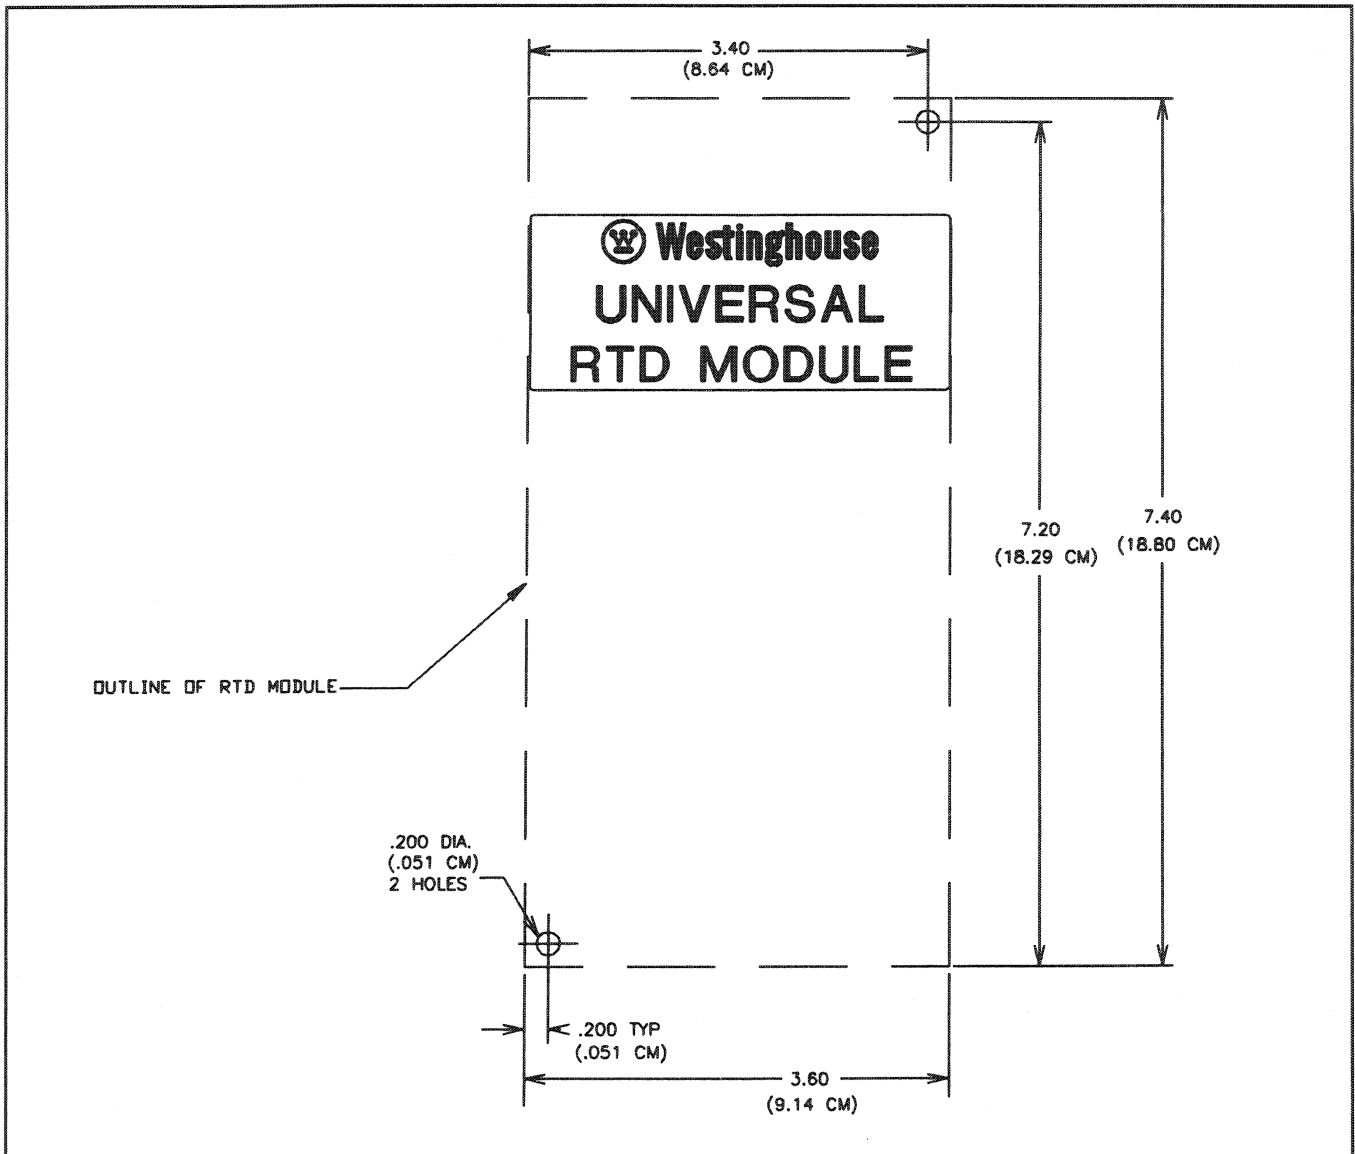 3.40
(8.64 CM)
W Westinghouse
UNIVERSAL
RTD MODULE
7.20
(18.29 CM)
7.40
(18.80 CM)
OUTLINE OF RTD MODULE
.200 DIA.
(.051 CM)
2 HOLES
.200 TYP
(.051 CM)
3.60
(9.14 CM)